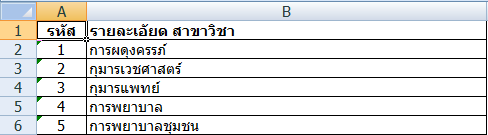 A B
1 รหัส รายละเอียด สาขาวิชา
2 1 การผดุงครรภ์
3 2 กุมารเวชศาสตร์
4 3 กุมารแพทย์
5 4 การพยาบาล
6 5 การพยาบาลชุมชน